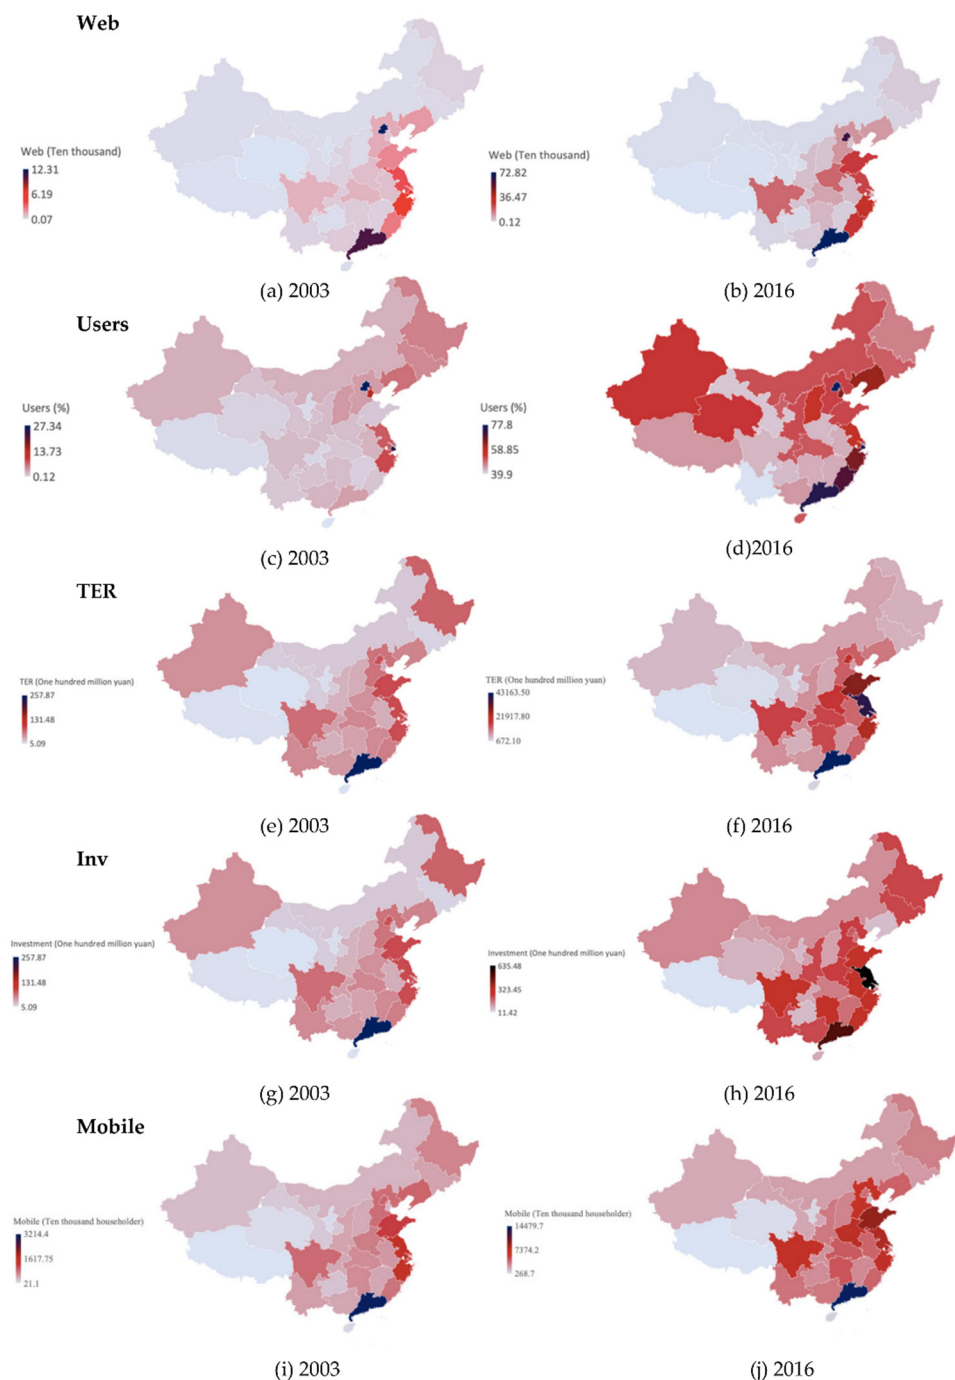 Web
Web (Ten thousand)
12.31
6.19
0.07
(a) 2003
Web (Ten thousand)
72.82
36.47
0.12
(b) 2016
Users
Users (%)
27.34
13.73
0.12
(c) 2003
Users (%)
77.8
58.85
39.9
(d)2016
TER
TER (One hundred million yuan)
257.87
131.48
5.09
(e) 2003
TER (One hundred million yuan)
43163.50
21917.80
672.10
(f) 2016
Inv
Investment (One hundred million yuan)
257.87
131.48
5.09
(g) 2003
Investment (One hundred million yuan)
635.48
323.45
11.42
(h) 2016
Mobile
Mobile (Ten thousand householder)
3214.4
1617.75
21.1
(i) 2003
Mobile (Ten thousand householder)
14479.7
7374.2
268.7
(j) 2016